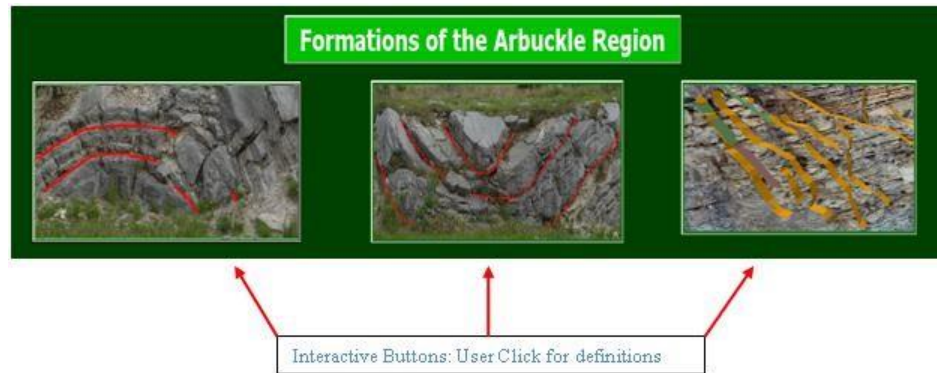 Formations of the Arbuckle Region
Interactive Buttons: User Click for definitions